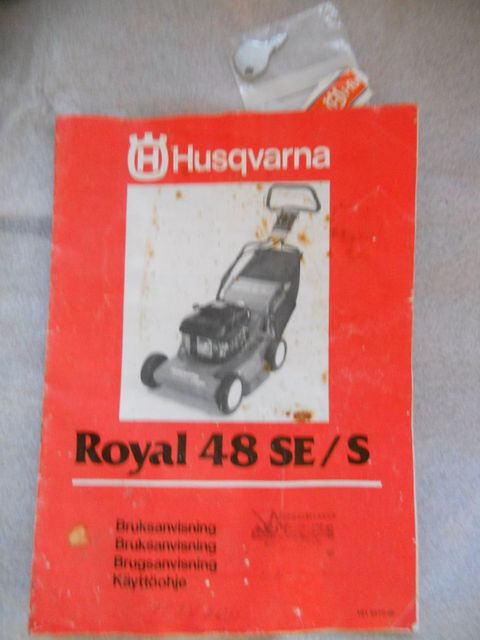 Husqvarna
Royal 48 SE/S
Bruksanvisning
Bruksanvisning
Brugsanvisning
Käyttöohje